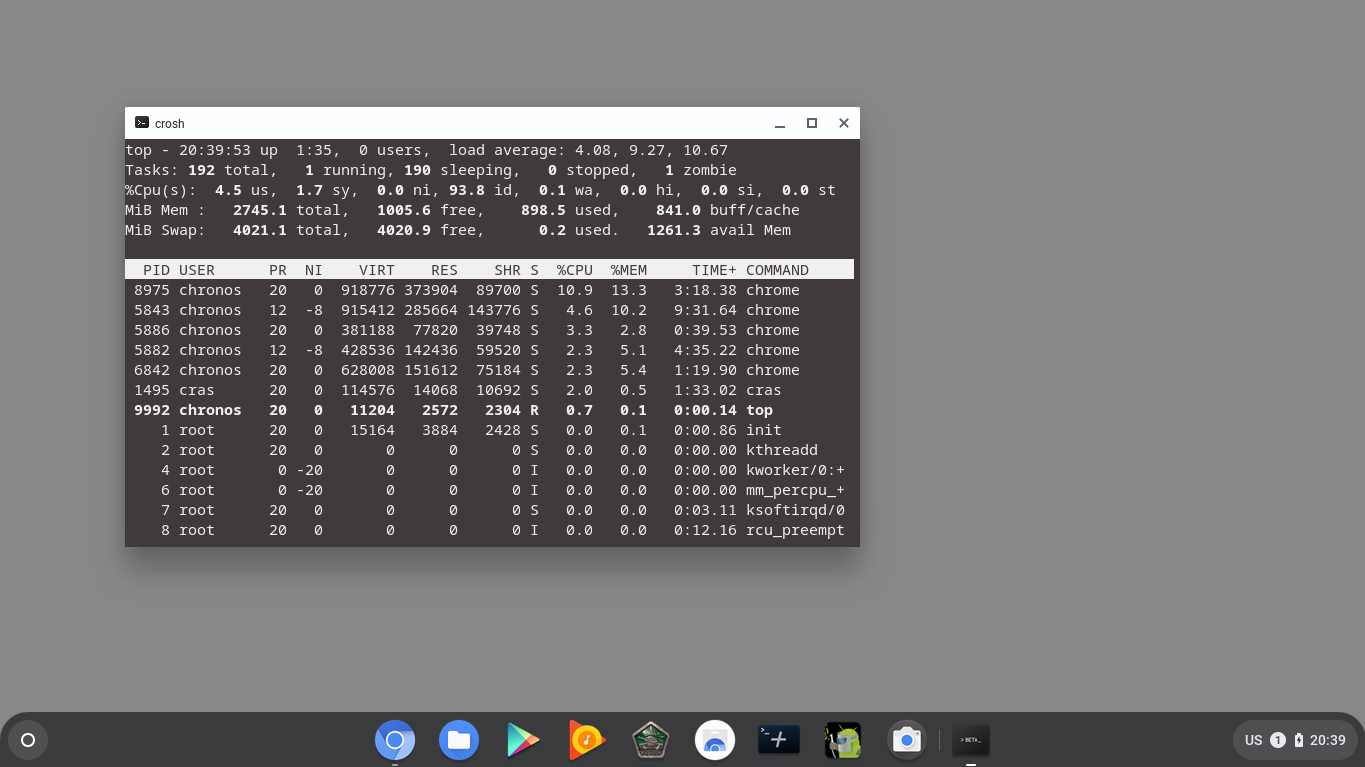 crosh
top - 20:39:53 up  1:35,  0 users,  load average: 4.08, 9.27, 10.67
Tasks: 192 total,   1 running, 190 sleeping,   0 stopped,   1 zombie
%Cpu(s):  4.5 us,  1.7 sy,  0.0 ni, 93.8 id,  0.1 wa,  0.0 hi,  0.0 si,  0.0 st
MiB Mem :   2745.1 total,   1005.6 free,    898.5 used,    841.0 buff/cache
MiB Swap:   4021.1 total,   4020.9 free,      0.2 used.   1261.3 avail Mem
PID USER      PR  NI    VIRT    RES    SHR S  %CPU  %MEM     TIME+ COMMAND
8975 chronos   20   0  918776 373904  89700 S  10.9  13.3   3:18.38 chrome
5843 chronos   12  -8  915412 285664 143776 S   4.6  10.2   9:31.64 chrome
5886 chronos   20   0  381188  77820  39748 S   3.3   2.8   0:39.53 chrome
5882 chronos   12  -8  428536 142436  59520 S   2.3   5.1   4:35.22 chrome
6842 chronos   20   0  628008 151612  75184 S   2.3   5.4   1:19.90 chrome
1495 cras      20   0  114576  14068  10692 S   2.0   0.5   1:33.02 cras
9992 chronos   20   0   11204   2572   2304 R   0.7   0.1   0:00.14 top
1 root      20   0   15164   3884   2428 S   0.0   0.1   0:00.86 init
2 root      20   0       0      0      0 S   0.0   0.0   0:00.00 kthreadd
4 root       0 -20       0      0      0 I   0.0   0.0   0:00.00 kworker/0:+
6 root       0 -20       0      0      0 I   0.0   0.0   0:00.00 mm_percpu_+
7 root      20   0       0      0      0 S   0.0   0.0   0:03.11 ksoftirqd/0
8 root      20   0       0      0      0 I   0.0   0.0   0:12.16 rcu_preempt
>_+
> BETA_
US 1 20:39